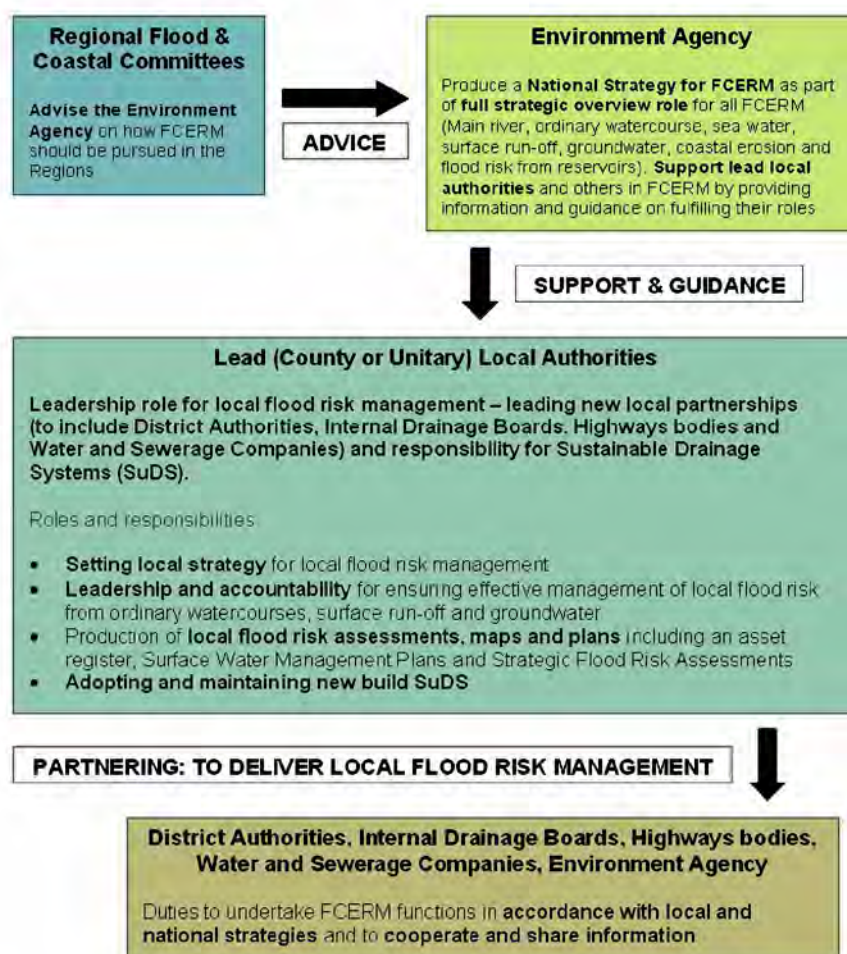 Regional Flood &
Coastal Committees
Advise the Environment
Agency on how FCERM
should be pursued in the
Regions
ADVICE
Environment Agency
Produce a National Strategy for FCERM as part
of full strategic overview role for all FCERM
(Main river, ordinary watercourse, sea water,
surface run-off, groundwater, coastal erosion and
flood risk from reservoirs). Support lead local
authorities and others in FCERM by providing
information and guidance on fulfilling their roles
SUPPORT & GUIDANCE
Lead (County or Unitary) Local Authorities
Leadership role for local flood risk management – leading new local partnerships
(to include District Authorities, Internal Drainage Boards, Highways bodies and
Water and Sewerage Companies) and responsibility for Sustainable Drainage
Systems (SuDS).
Roles and responsibilities
• Setting local strategy for local flood risk management
• Leadership and accountability for ensuring effective management of local flood risk
from ordinary watercourses, surface run-off and groundwater
• Production of local flood risk assessments, maps and plans including an asset
register, Surface Water Management Plans and Strategic Flood Risk Assessments
• Adopting and maintaining new build SuDS
PARTNERING: TO DELIVER LOCAL FLOOD RISK MANAGEMENT
District Authorities, Internal Drainage Boards, Highways bodies,
Water and Sewerage Companies, Environment Agency
Duties to undertake FCERM functions in accordance with local and
national strategies and to cooperate and share information